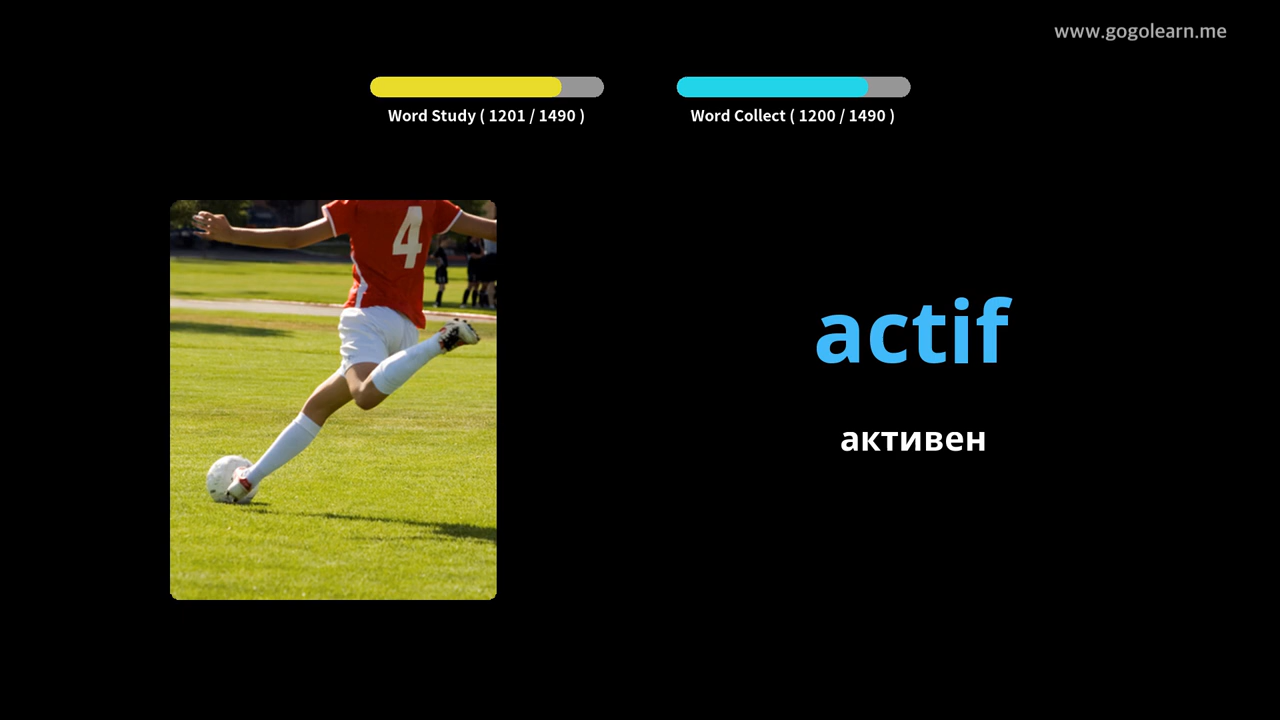 www.gogolearn.me
Word Study ( 1201 / 1490 )
Word Collect ( 1200 / 1490 )
4
actif
активен